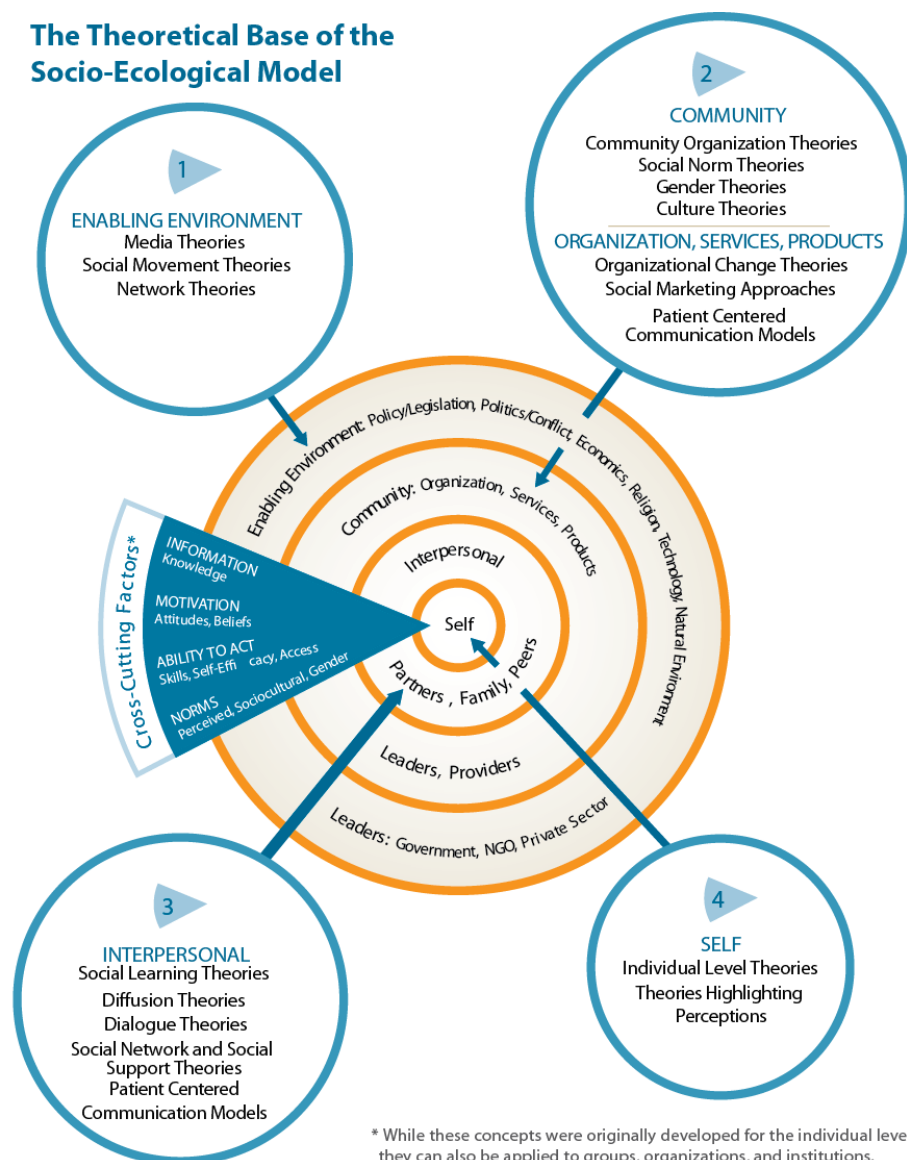 The Theoretical Base of the
Socio-Ecological Model
1
ENABLING ENVIRONMENT
Media Theories
Social Movement Theories
Network Theories
2
COMMUNITY
Community Organization Theories
Social Norm Theories
Gender Theories
Culture Theories
ORGANIZATION, SERVICES, PRODUCTS
Organizational Change Theories
Social Marketing Approaches
Patient Centered
Communication Models
Enabling Environment: Policy/Legislation, Politics/Conflict, Economics, Religion, Technology, Natural Environment
Community: Organization, Services, Products
Interpersonal
Self
Partners , Family, Peers
Leaders, Providers
Leaders: Government, NGO, Private Sector
Cross-Cutting Factors*
INFORMATION
Knowledge
MOTIVATION
Attitudes, Beliefs
ABILITY TO ACT
Skills, Self-Effi cacy, Access
NORMS
Perceived, Sociocultural, Gender
3
INTERPERSONAL
Social Learning Theories
Diffusion Theories
Dialogue Theories
Social Network and Social
Support Theories
Patient Centered
Communication Models
4
SELF
Individual Level Theories
Theories Highlighting
Perceptions
* While these concepts were originally developed for the individual leve
they can also be applied to groups, organizations, and institutions.